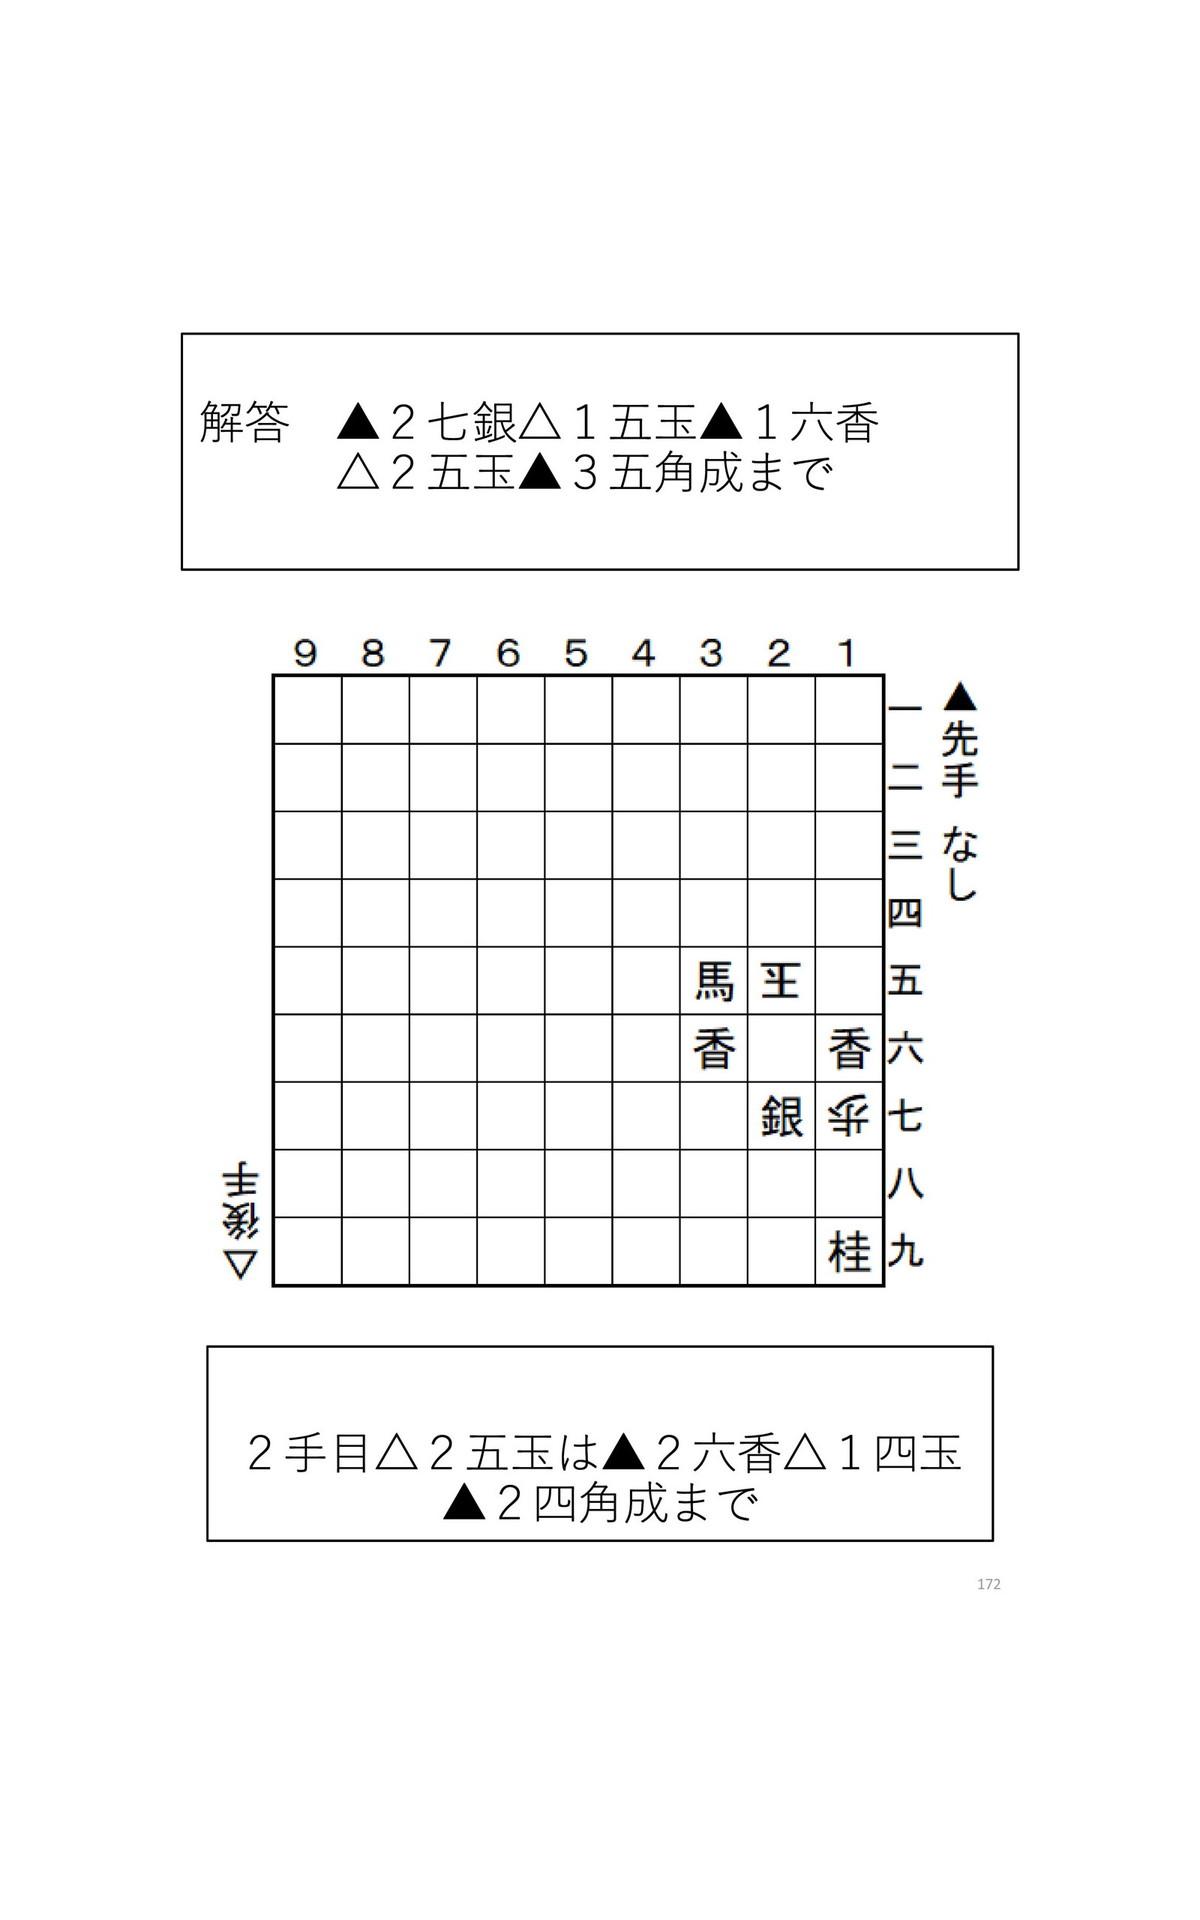 解答　▲２七銀△１五玉▲１六香
△２五玉▲３五角成まで
9 8 7 6 5 4 3 2 1
一
二
三
四
五
六
七
八
九
▲先手 なし
馬 王
香 香
銀 歩
桂
△後手
２手目△２五玉は▲２六香△１四玉
▲２四角成まで
172